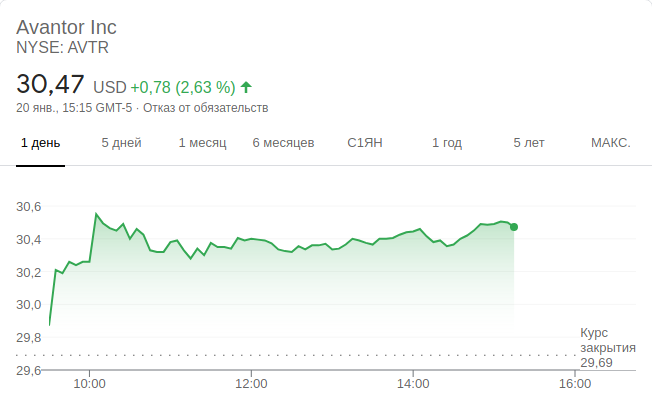 Avantor Inc
NYSE: AVTR
30,47 USD +0,78 (2,63 %)
20 янв., 15:15 GMT-5 · Отказ от обязательств
1 день 5 дней 1 месяц 6 месяцев С1ЯН 1 год 5 лет МАКС.
30,6
30,4
30,2
30,0
29,8
29,6
Курс
закрытия
29,69
10:00 12:00 14:00 16:00